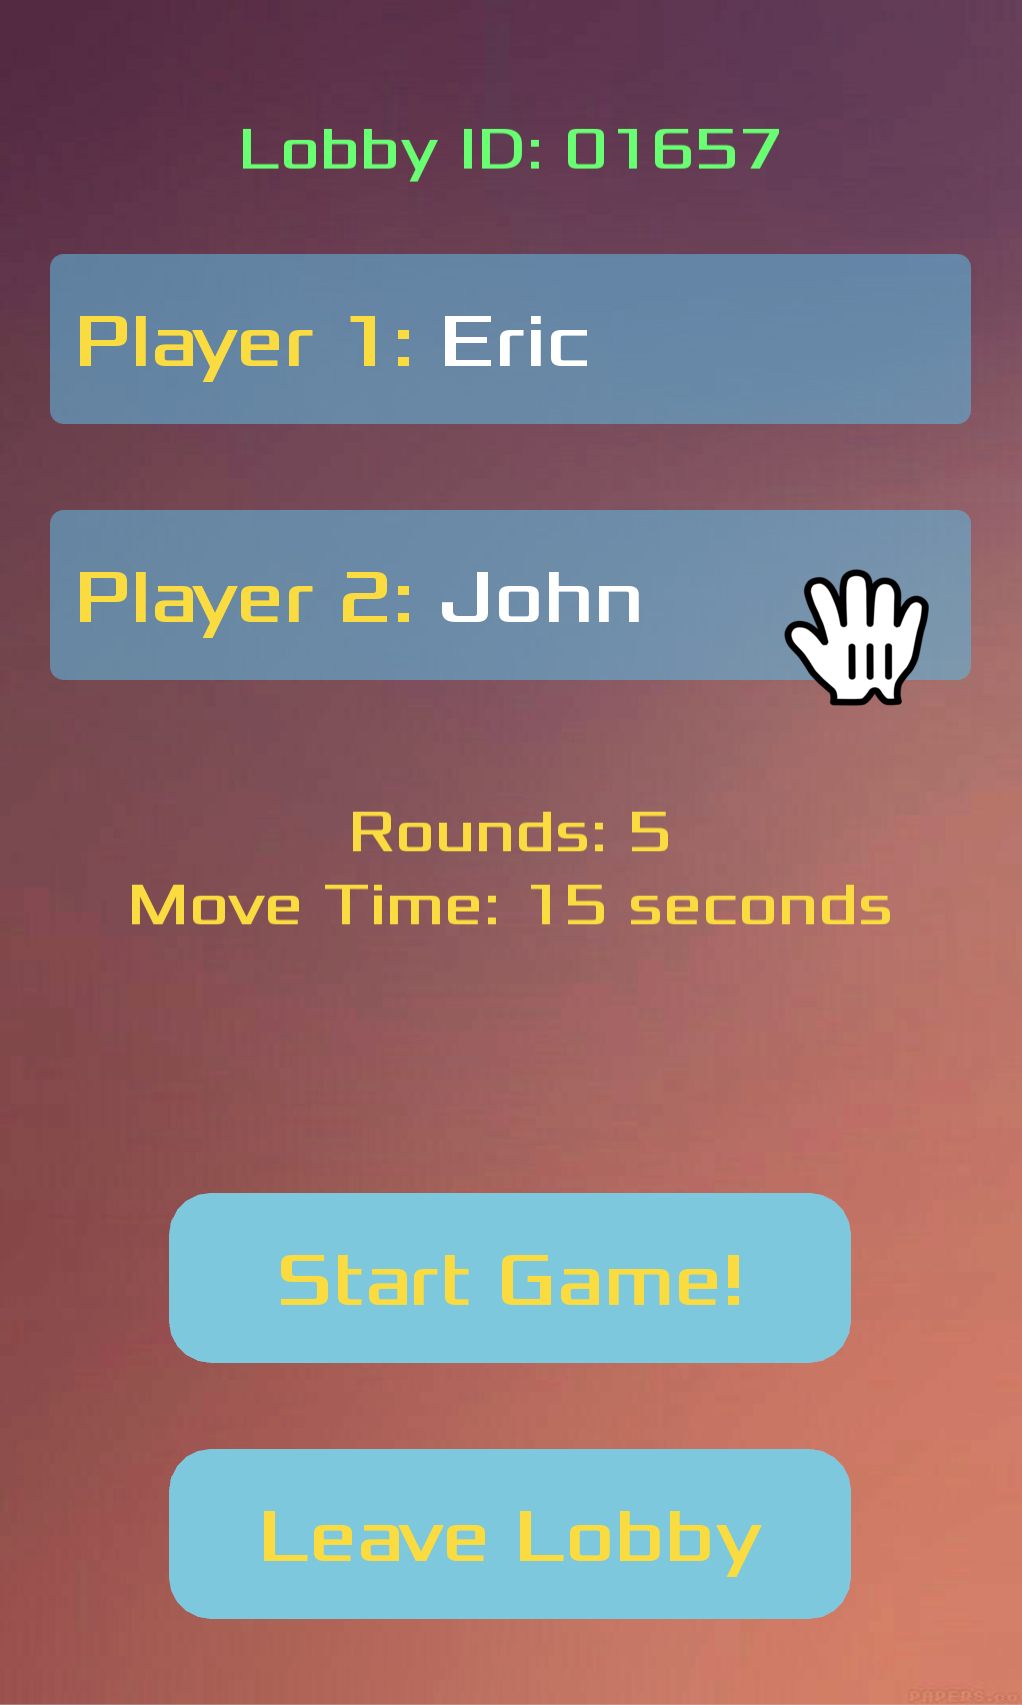 Lobby ID: 01657
Player 1: Eric
Player 2: John
Rounds: 5
Move Time: 15 seconds
Start Game!
Leave Lobby